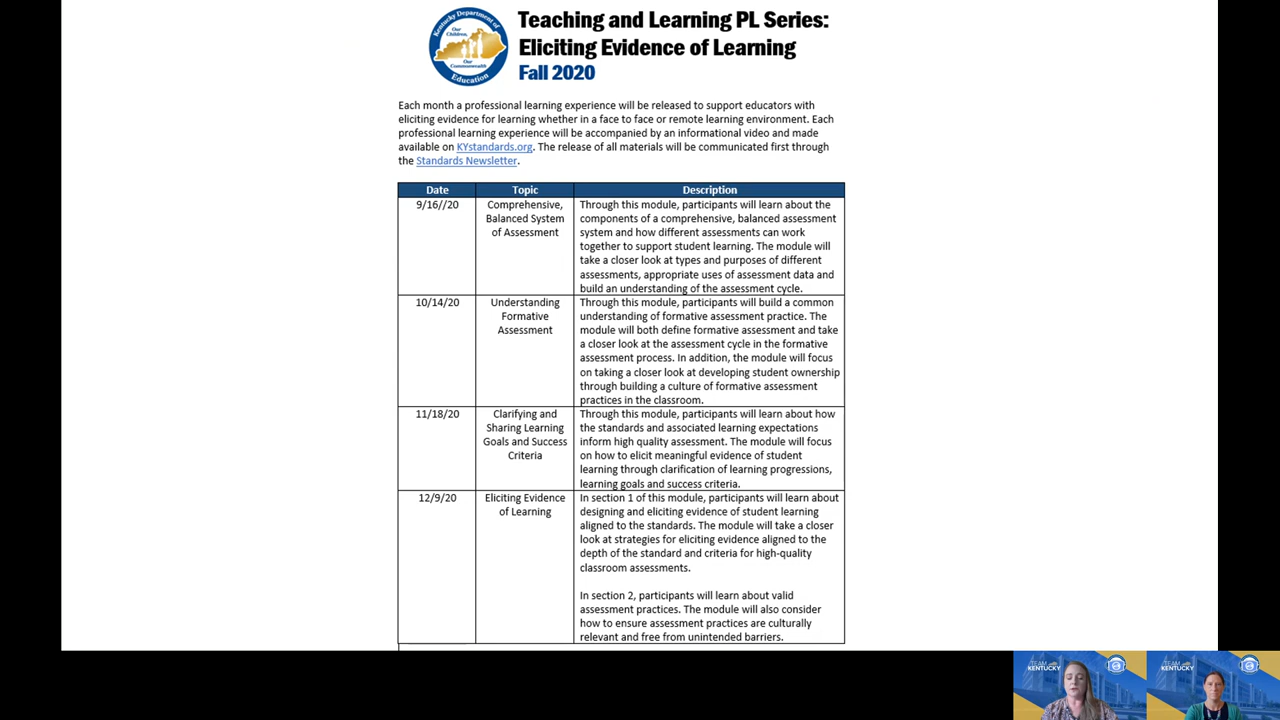 Kentucky Department of
Our
Children,
Our
Commonwealth
Education
Teaching and Learning PL Series:
Eliciting Evidence of Learning
Fall 2020
Each month a professional learning experience will be released to support educators with
eliciting evidence for learning whether in a face to face or remote learning environment. Each
professional learning experience will be accompanied by an informational video and made
available on KYstandards.org. The release of all materials will be communicated first through
the Standards Newsletter.
Date Topic Description
9/16//20
Comprehensive,
Balanced System
of Assessment
Through this module, participants will learn about the
components of a comprehensive, balanced assessment
system and how different assessments can work
together to support student learning. The module will
take a closer look at types and purposes of different
assessments, appropriate uses of assessment data and
build an understanding of the assessment cycle.
10/14/20
Understanding
Formative
Assessment
Through this module, participants will build a common
understanding of formative assessment practice. The
module will both define formative assessment and take
a closer look at the assessment cycle in the formative
assessment process. In addition, the module will focus
on taking a closer look at developing student ownership
through building a culture of formative assessment
practices in the classroom.
11/18/20
Clarifying and
Sharing Learning
Goals and Success
Criteria
Through this module, participants will learn about how
the standards and associated learning expectations
inform high quality assessment. The module will focus
on how to elicit meaningful evidence of student
learning through clarification of learning progressions,
learning goals and success criteria.
12/9/20
Eliciting Evidence
of Learning
In section 1 of this module, participants will learn about
designing and eliciting evidence of student learning
aligned to the standards. The module will take a closer
look at strategies for eliciting evidence aligned to the
depth of the standard and criteria for high-quality
classroom assessments.
In section 2, participants will learn about valid
assessment practices. The module will also consider
how to ensure assessment practices are culturally
relevant and free from unintended barriers.
TEAM
KENTUCKY
TEAM
KENTUCKY